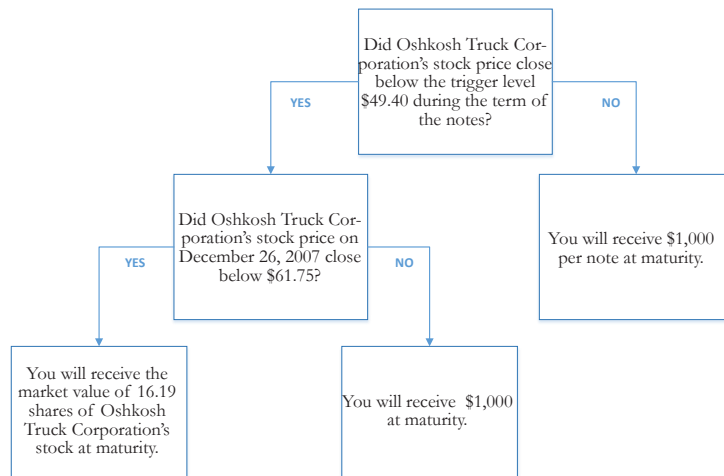 Did Oshkosh Truck Cor-
poration's stock price close
below the trigger level
$49.40 during the term of
the notes?
YES
NO
Did Oshkosh Truck Cor-
poration's stock price on
December 26, 2007 close
below $61.75?
You will receive $1,000
per note at maturity.
YES
NO
You will receive the
market value of 16.19
shares of Oshkosh
Truck Corporation's
stock at maturity.
You will receive $1,000
at maturity.